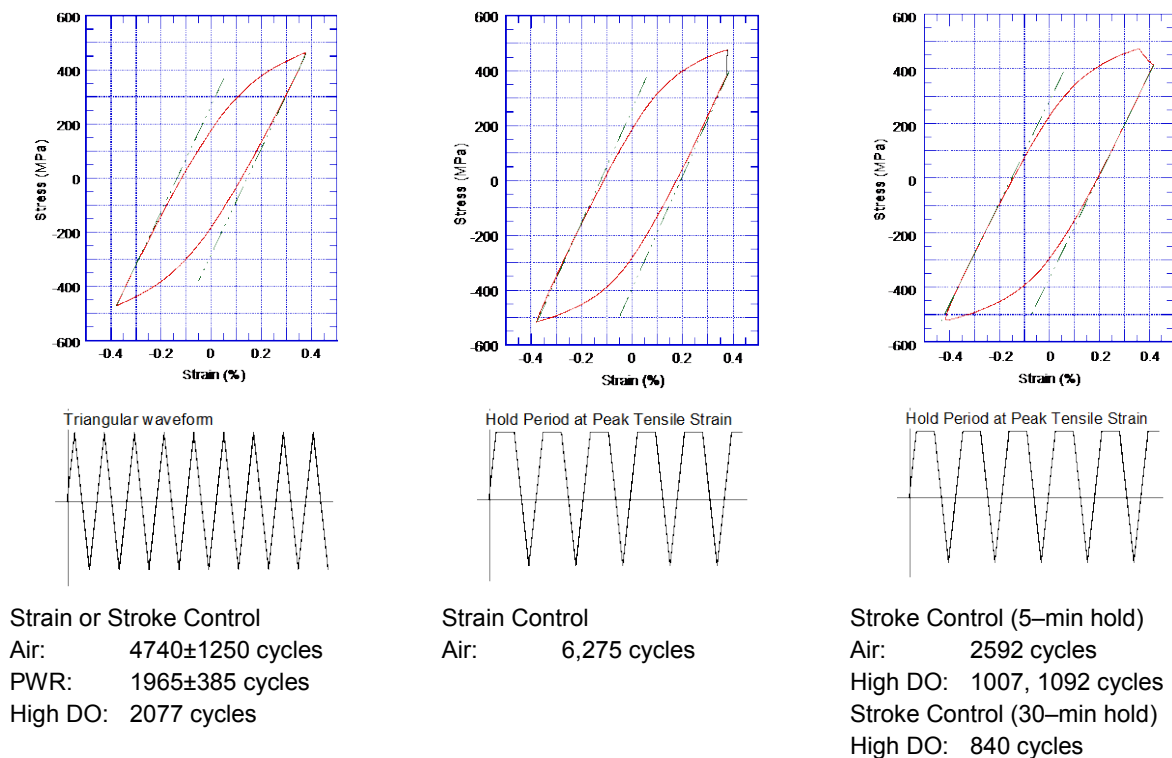 600
400
200
0
-200
-400
-600
Stress (MPa)
-0.4 -0.2 0 0.2 0.4
Strain (%)
600
400
200
0
-200
-400
-600
Stress (MPa)
-0.4 -0.2 0 0.2 0.4
Strain (%)
600
400
200
0
-200
-400
-600
Stress (MPa)
-0.4 -0.2 0 0.2 0.4
Strain (%)
Triangular waveform
Hold Period at Peak Tensile Strain
Hold Period at Peak Tensile Strain
Strain or Stroke Control
Air: 4740±1250 cycles
PWR: 1965±385 cycles
High DO: 2077 cycles
Strain Control
Air: 6,275 cycles
Stroke Control (5–min hold)
Air: 2592 cycles
High DO: 1007, 1092 cycles
Stroke Control (30–min hold)
High DO: 840 cycles